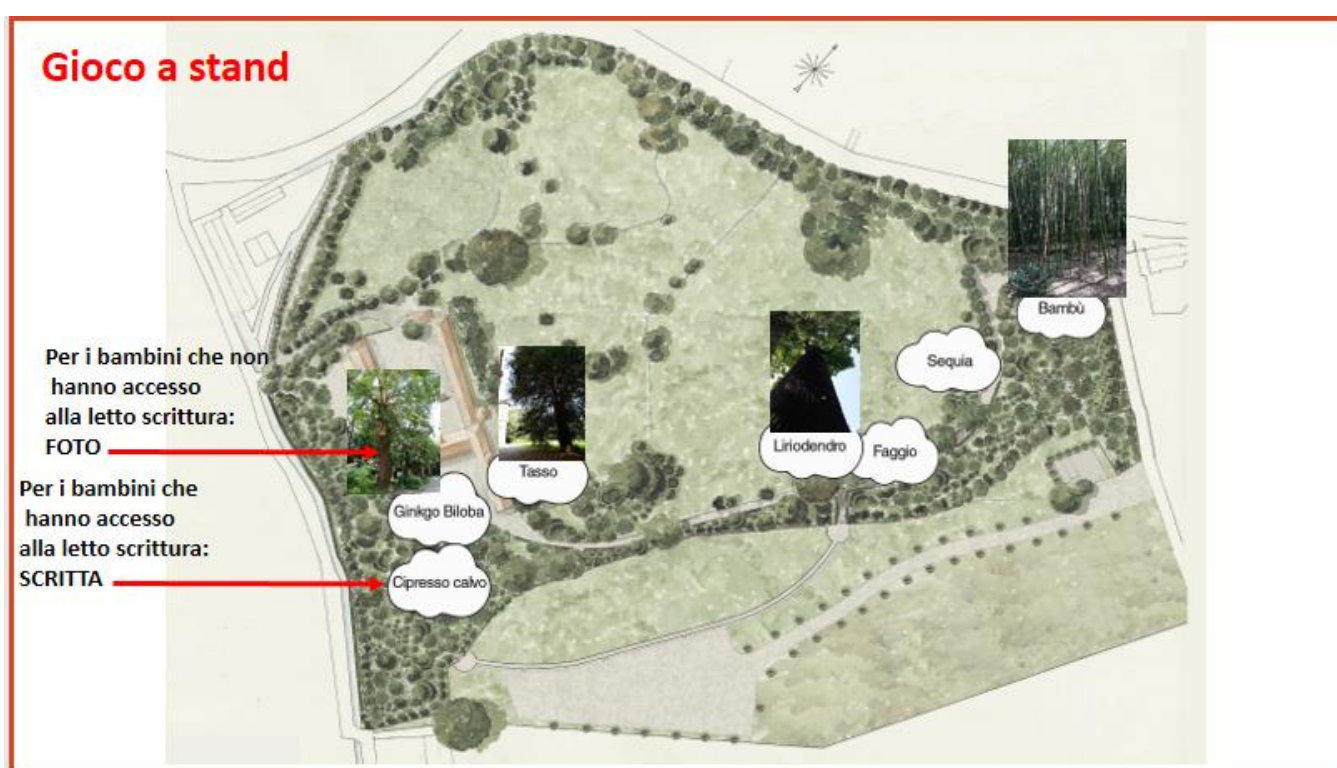 Gioco a stand
Bambù
Sequia
Per i bambini che non
hanno accesso
alla letto scrittura:
FOTO
Liriodendro
Faggio
Tasso
Per i bambini che
hanno accesso
alla letto scrittura:
SCRITTA
Ginkgo Biloba
Cipresso calvo